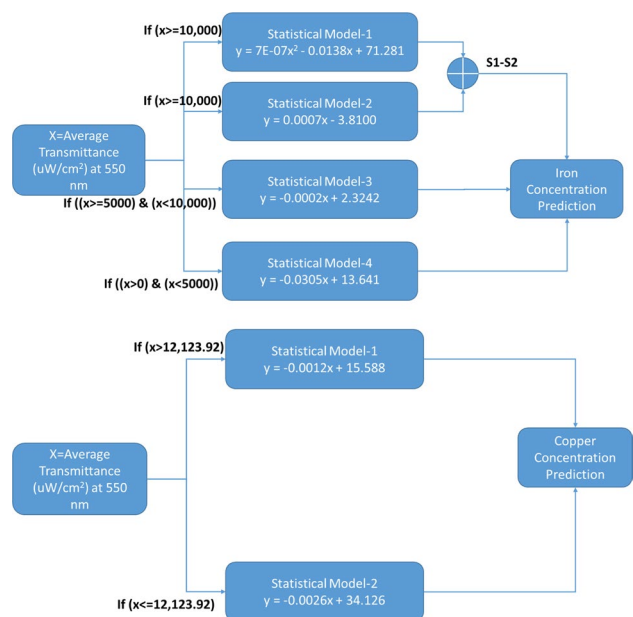 If (x>=10,000)
Statistical Model-1
y = 7E-07x² - 0.0138x + 71.281
S1-S2
If (x>=10,000)
Statistical Model-2
y = 0.0007x - 3.8100
X=Average
Transmittance
(uW/cm²) at 550
nm
Statistical Model-3
y = -0.0002x + 2.3242
If ((x>=5000) & (x<10,000))
Iron
Concentration
Prediction
Statistical Model-4
y = -0.0305x + 13.641
If ((x>0) & (x<5000))
If (x>12,123.92)
Statistical Model-1
y = -0.0012x + 15.588
X=Average
Transmittance
(uW/cm²) at 550
nm
Copper
Concentration
Prediction
Statistical Model-2
y = -0.0026x + 34.126
If (x<=12,123.92)